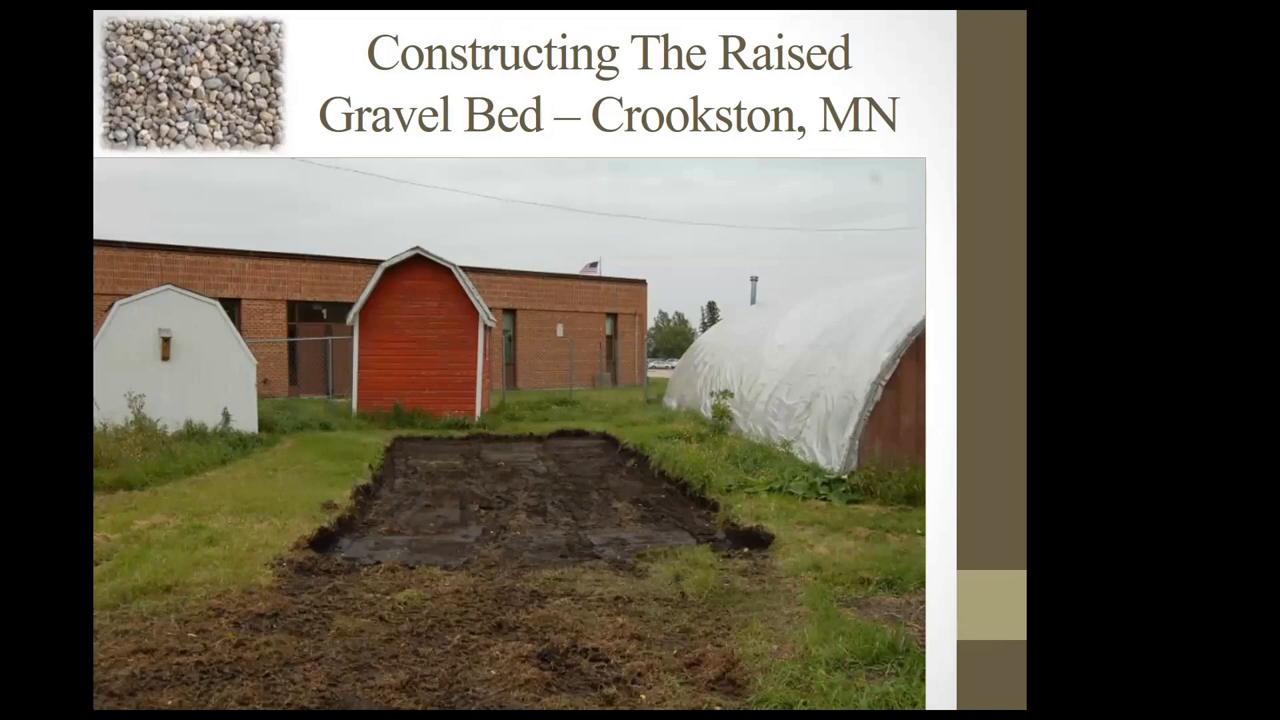 Constructing The Raised
Gravel Bed – Crookston, MN